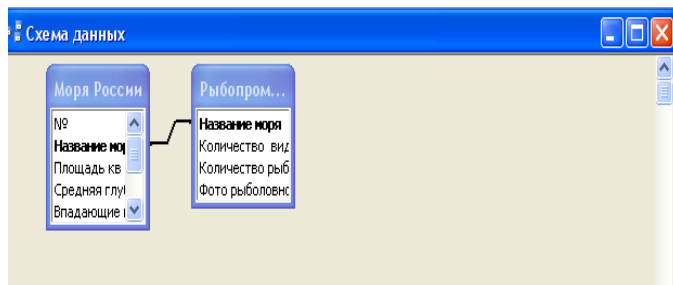 Схема данных
Моря России
№
Название мор
Площадь кв
Средняя глу
Впадающие
Рыбопром...
Название моря
Количество вид
Количество рыб
Фото рыболовно